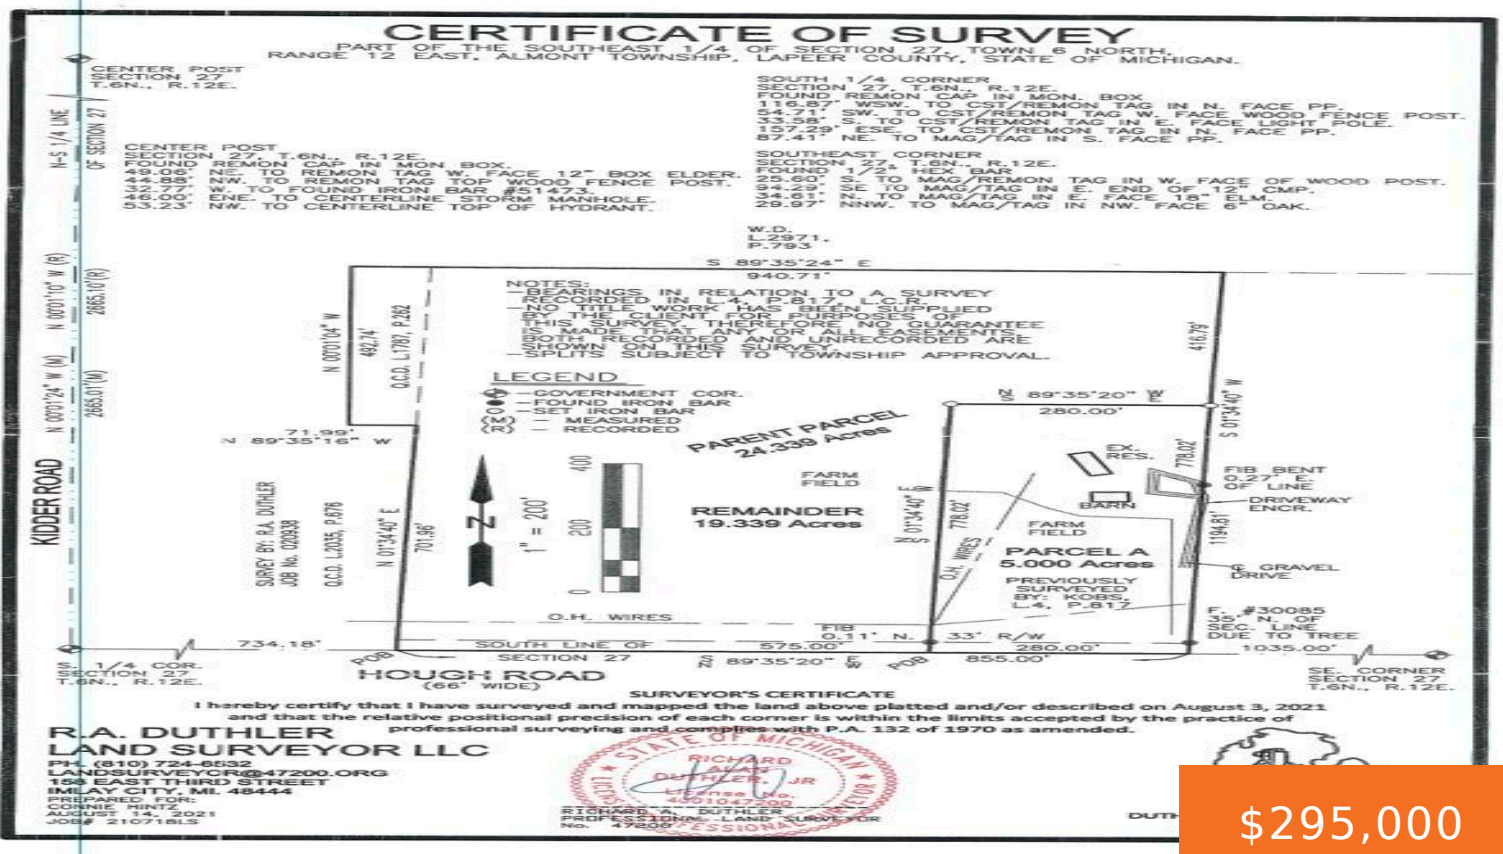 CERTIFICATE OF SURVEY
PART OF THE SOUTHEAST 1/4 OF SECTION 27, TOWN 6 NORTH,
RANGE 12 EAST, ALMONT TOWNSHIP, LAPEER COUNTY, STATE OF MICHIGAN.
CENTER POST
SECTION 27
T.6N., R.12E.
N-S 1/4 LINE
OF SECTION 27
CENTER POST
SECTION 27, T.6N., R.12E.
FOUND REMON CAP IN MON BOX.
49.06' NE. TO REMON TAG W. FACE 12" BOX ELDER.
44.88' NW. TO REMON TAG TOP WOOD FENCE POST.
32.77' W. TO FOUND IRON BAR #51473.
46.00' ENE. TO CENTERLINE STORM MANHOLE.
53.23' NW. TO CENTERLINE TOP OF HYDRANT.
SOUTH 1/4 CORNER
SECTION 27, T.6N., R.12E.
FOUND REMON CAP IN MON. BOX
116.87' WSW. TO CST/REMON TAG IN N. FACE PP.
54.71' SW. TO CST/REMON TAG W. FACE WOOD FENCE POST.
33.58' S. TO CST/REMON TAG IN E. FACE LIGHT POLE.
157.29' ESE. TO CST/REMON TAG IN N. FACE PP.
87.41' NE. TO MAG/TAG IN S. FACE PP.
SOUTHEAST CORNER
SECTION 27, T.6N., R.12E.
FOUND 1/2" HEX BAR
25.60' S. TO MAG/REMON TAG IN W. FACE OF WOOD POST.
94.29' SE TO MAG/TAG IN E. END OF 12" CMP.
34.61' N. TO MAG/TAG IN E. FACE 18" ELM.
29.97' NNW. TO MAG/TAG IN NW. FACE 6" OAK.
W.D.
L.2971,
P.793
S 89°35'24" E
940.71'
N 00°01'10" W (R)
2665.10'(R)
N 00°01'24" W (M)
2665.01'(M)
KIDDER ROAD
N 00°01'04" W
492.74'
Q.C.D. L.1787, P.262
NOTES:
-BEARINGS IN RELATION TO A SURVEY
RECORDED IN L.4, P.817, L.C.R.
-NO TITLE WORK HAS BEEN SUPPLIED
BY THE CLIENT FOR PURPOSES OF
THIS SURVEY, THEREFORE NO GUARANTEE
IS MADE THAT ANY OR ALL EASEMENTS,
BOTH RECORDED AND UNRECORDED ARE
SHOWN ON THIS SURVEY.
-SPLITS SUBJECT TO TOWNSHIP APPROVAL.
LEGEND
-GOVERNMENT COR.
-FOUND IRON BAR
-SET IRON BAR
(M) - MEASURED
(R) - RECORDED
71.99'
N 89°35'16" W
416.79'
S 01°34'40" W
89°35'20"
280.00'
PARENT PARCEL
24.339 Acres
FARM
FIELD
REMAINDER
19.339 Acres
EX.
RES.
BARN
778.02'
FIB BENT
0.27' E.
OF LINE
DRIVEWAY
ENCR.
1194.81'
GRAVEL
DRIVE
FARM
FIELD
PARCEL A
5.000 Acres
PREVIOUSLY
SURVEYED
BY: KOBS,
L.4, P.817
N 01°34'40" E
778.02'
O.H. WIRES
SURVEY BY: R.A. DUTHLER
JOB No. 020938
Q.C.D. L.2035, P.676
N 01°34'40" E
701.96'
N
1" = 200'
400
200
0
O.H. WIRES
FIB
0.11' N.
33' R/W
F. #30085
35' N. OF
SEC. LINE
DUE TO TREE
734.18'
SOUTH LINE OF
SECTION 27
575.00'
280.00'
1035.00'
89°35'20"
855.00'
POB
POB
HOUGH ROAD
(66' WIDE)
S. 1/4 COR.
SECTION 27
T.6N., R.12E.
SE. CORNER
SECTION 27
T.6N., R.12E.
SURVEYOR'S CERTIFICATE
I hereby certify that I have surveyed and mapped the land above platted and/or described on August 3, 2021
and that the relative positional precision of each corner is within the limits accepted by the practice of
professional surveying and complies with P.A. 132 of 1970 as amended.
R.A. DUTHLER
LAND SURVEYOR LLC
PH. (810) 724-6532
LANDSURVEYOR@47200.ORG
158 EAST THIRD STREET
IMLAY CITY, MI. 48444
PREPARED FOR:
CONNIE HINTZ
AUGUST 14, 2021
JOB# 210718LS
STATE OF MICHIGAN
RICHARD
ALAN
DUTHLER, JR
License No.
4001047200
RICHARD A. DUTHLER
PROFESSIONAL LAND SURVEYOR
No. 47200
DUTH
$295,000